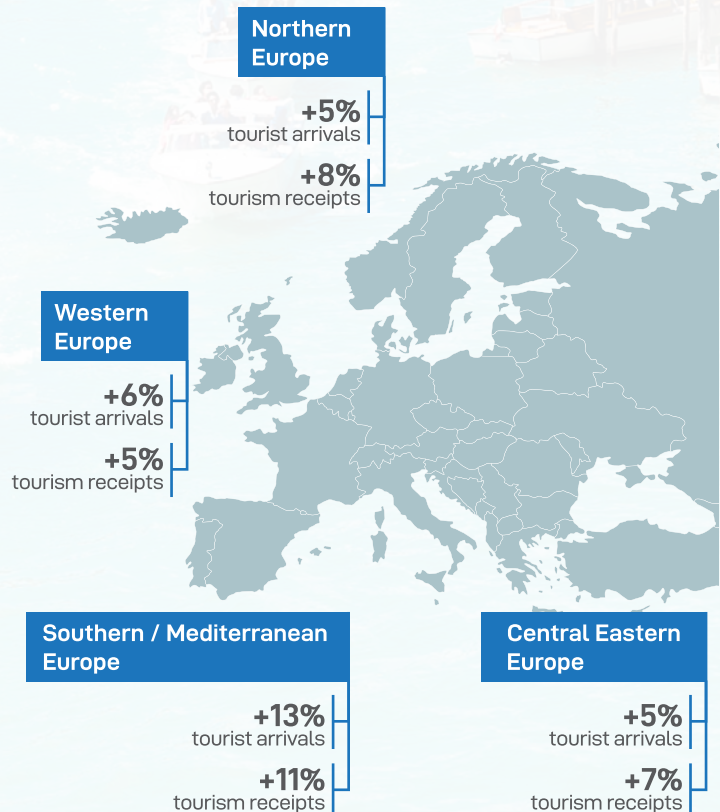 Northern
Europe
+5%
tourist arrivals
+8%
tourism receipts
Western
Europe
+6%
tourist arrivals
+5%
tourism receipts
Southern / Mediterranean
Europe
+13%
tourist arrivals
+11%
tourism receipts
Central Eastern
Europe
+5%
tourist arrivals
+7%
tourism receipts